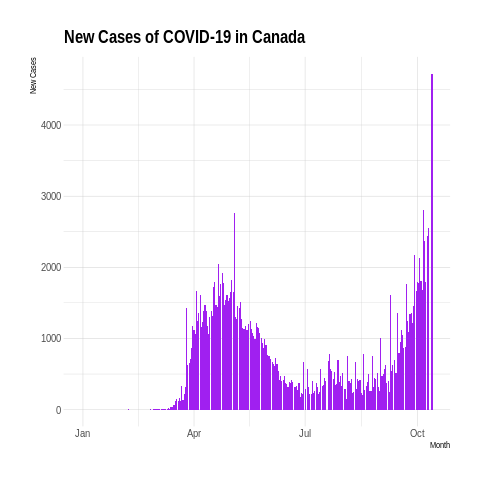 New Cases of COVID-19 in Canada
New Cases
4000
3000
2000
1000
0
Jan Apr Jul Oct
Month